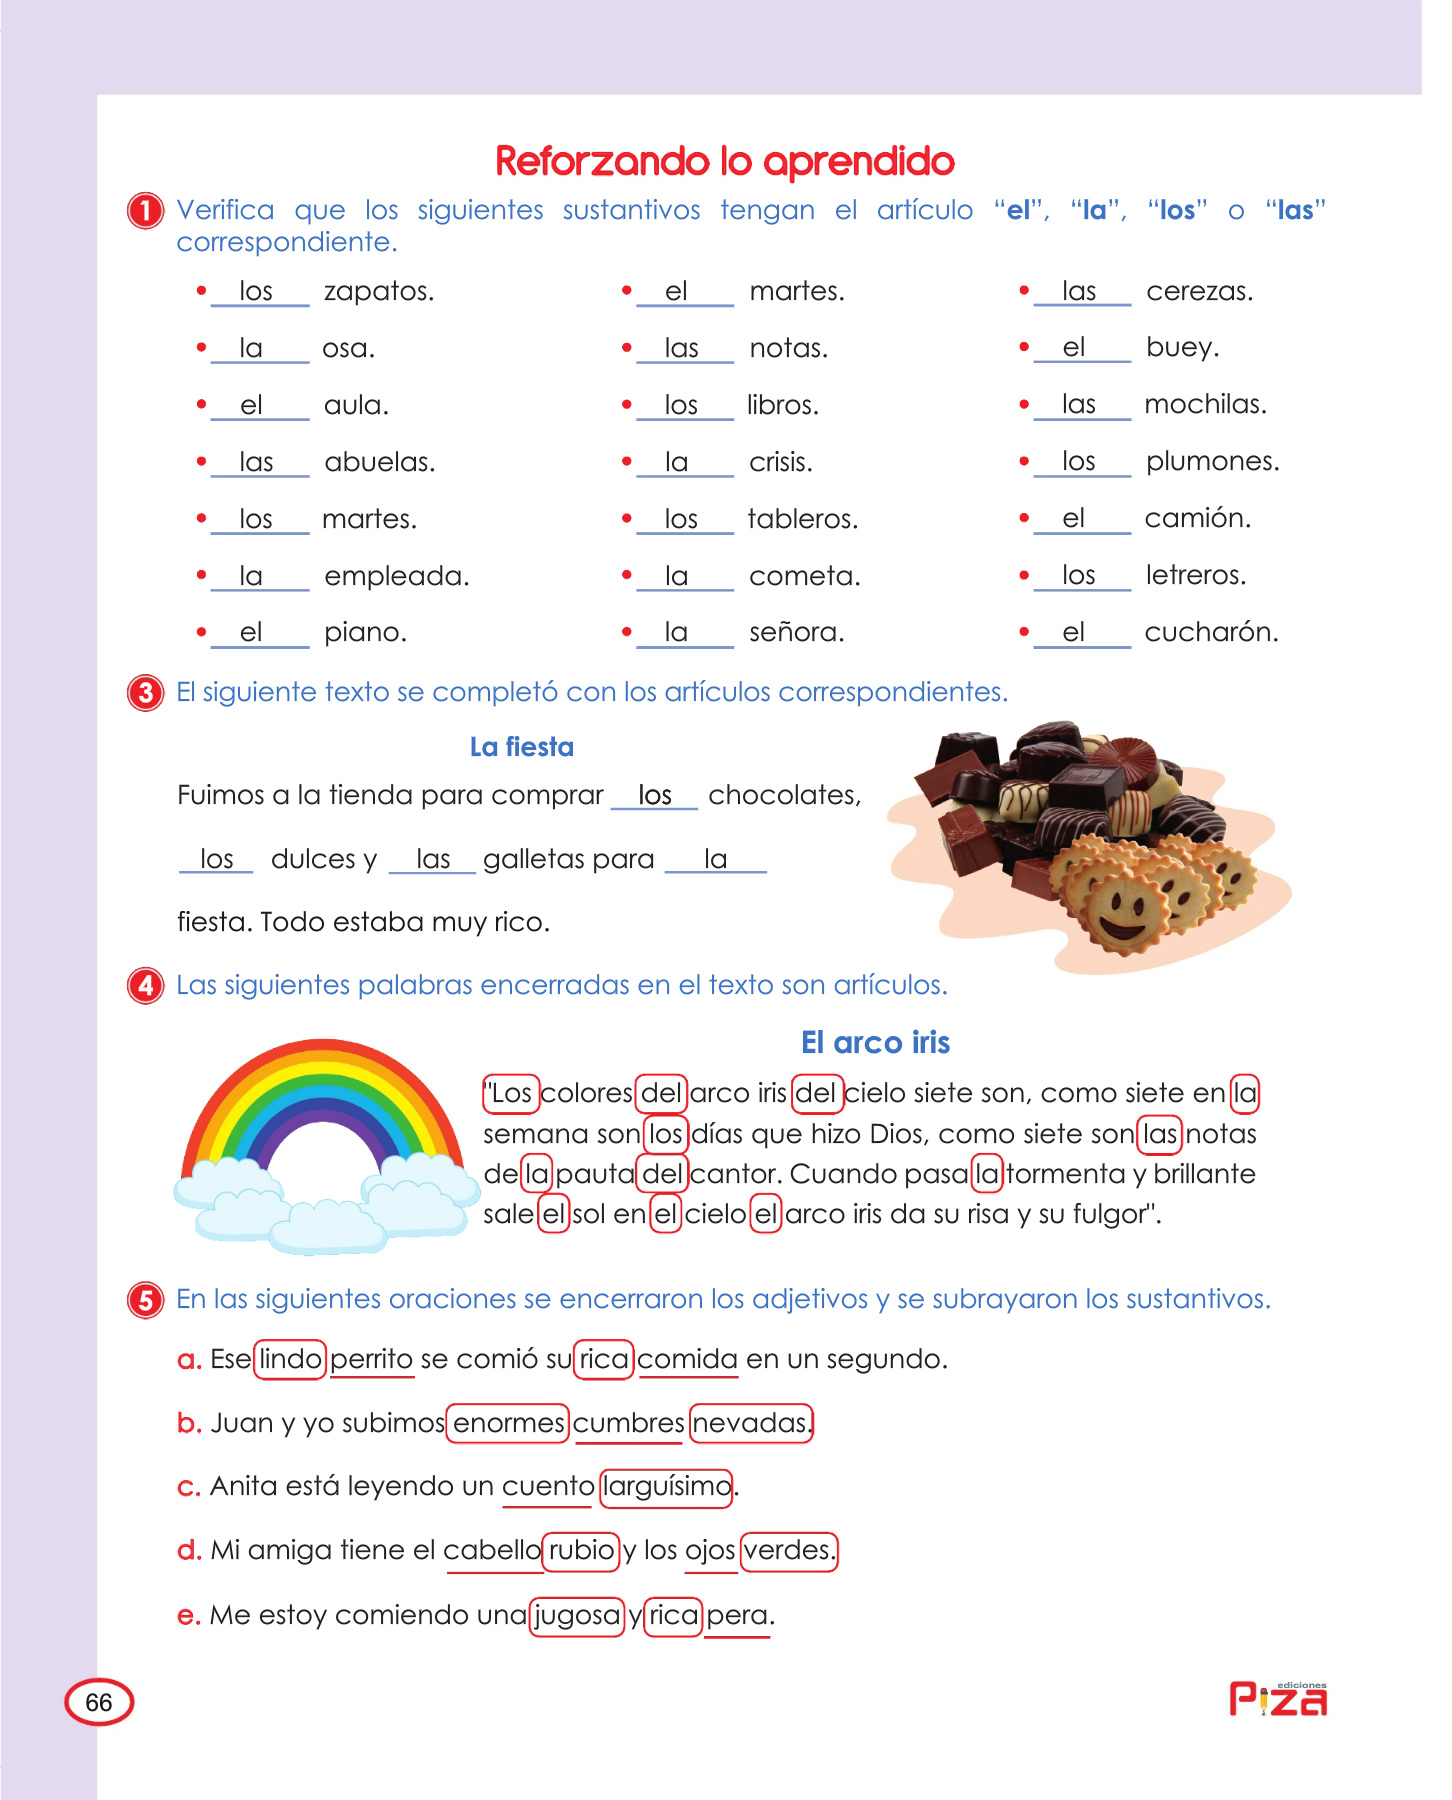 Reforzando lo aprendido
1 Verifica que los siguientes sustantivos tengan el artículo “el”, “la”, “los” o “las”
correspondiente.
• los zapatos. • el martes. • las cerezas.
• la osa. • las notas. • el buey.
• el aula. • los libros. • las mochilas.
• las abuelas. • la crisis. • los plumones.
• los martes. • los tableros. • el camión.
• la empleada. • la cometa. • los letreros.
• el piano. • la señora. • el cucharón.
3 El siguiente texto se completó con los artículos correspondientes.
La fiesta
Fuimos a la tienda para comprar los chocolates,
los dulces y las galletas para la
fiesta. Todo estaba muy rico.
4 Las siguientes palabras encerradas en el texto son artículos.
El arco iris
"Los colores del arco iris del cielo siete son, como siete en la
semana son los días que hizo Dios, como siete son las notas
de la pauta del cantor. Cuando pasa la tormenta y brillante
sale el sol en el cielo el arco iris da su risa y su fulgor".
5 En las siguientes oraciones se encerraron los adjetivos y se subrayaron los sustantivos.
a. Ese lindo perrito se comió su rica comida en un segundo.
b. Juan y yo subimos enormes cumbres nevadas.
c. Anita está leyendo un cuento larguísimo.
d. Mi amiga tiene el cabello rubio y los ojos verdes.
e. Me estoy comiendo una jugosa y rica pera.
66
ediciones
Piza